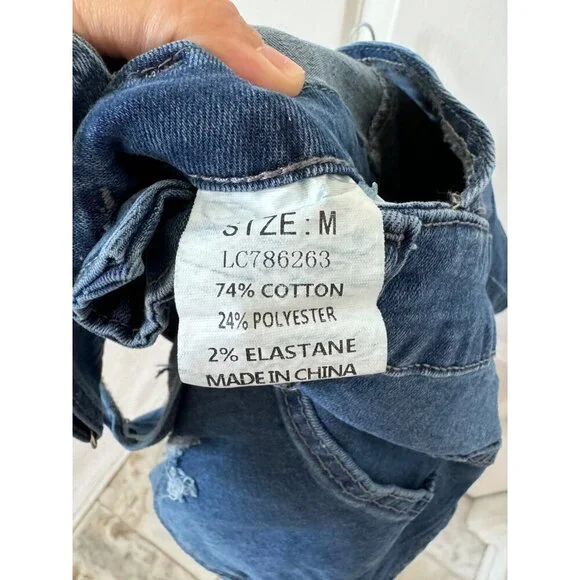 SIZE : M
LC786263
74% COTTON
24% POLYESTER
2% ELASTANE
MADE IN CHINA